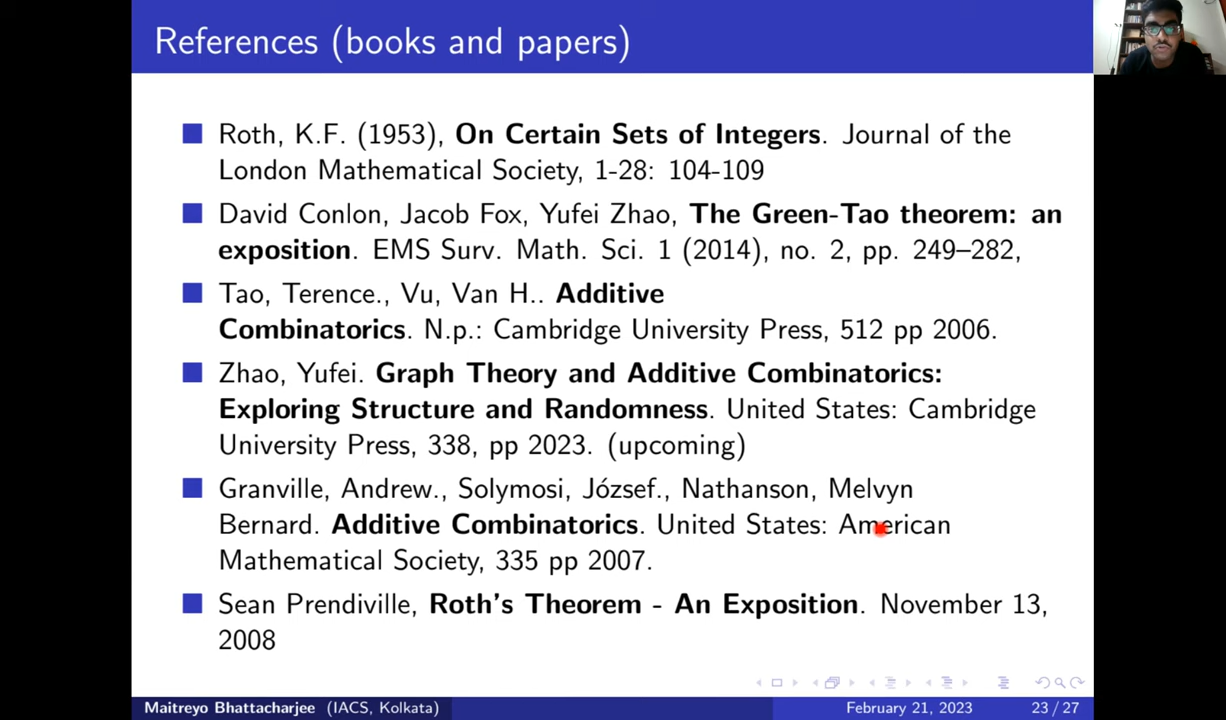 References (books and papers)
Roth, K.F. (1953), On Certain Sets of Integers. Journal of the
London Mathematical Society, 1-28: 104-109
David Conlon, Jacob Fox, Yufei Zhao, The Green-Tao theorem: an
exposition. EMS Surv. Math. Sci. 1 (2014), no. 2, pp. 249–282,
Tao, Terence., Vu, Van H.. Additive
Combinatorics. N.p.: Cambridge University Press, 512 pp 2006.
Zhao, Yufei. Graph Theory and Additive Combinatorics:
Exploring Structure and Randomness. United States: Cambridge
University Press, 338, pp 2023. (upcoming)
Granville, Andrew., Solymosi, József., Nathanson, Melvyn
Bernard. Additive Combinatorics. United States: American
Mathematical Society, 335 pp 2007.
Sean Prendiville, Roth's Theorem - An Exposition. November 13,
2008
Maitreyo Bhattacharjee (IACS, Kolkata) February 21, 2023 23 / 27